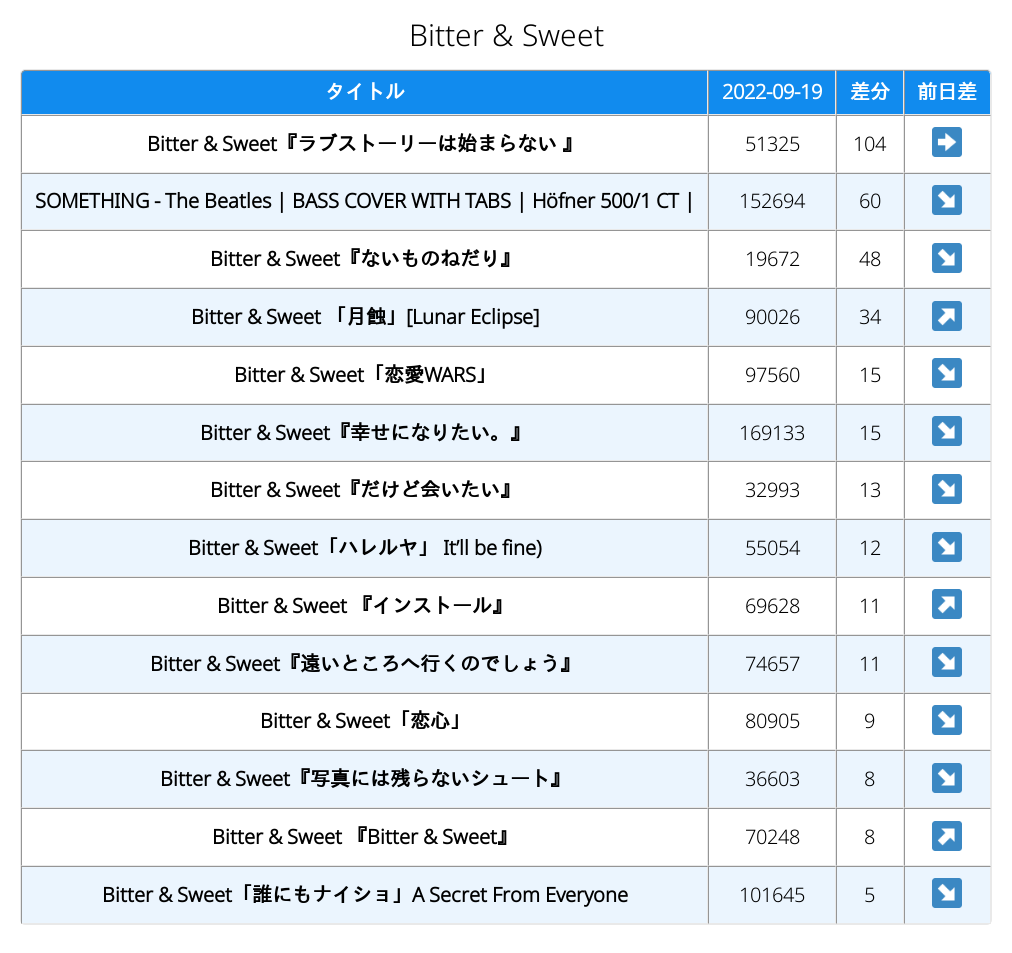 Bitter & Sweet
タイトル 2022-09-19 差分 前日差
Bitter & Sweet『ラブストーリーは始まらない 』 51325 104
SOMETHING - The Beatles | BASS COVER WITH TABS | Höfner 500/1 CT | 152694 60
Bitter & Sweet『ないものねだり』 19672 48
Bitter & Sweet 「月蝕」[Lunar Eclipse] 90026 34
Bitter & Sweet「恋愛WARS」 97560 15
Bitter & Sweet『幸せになりたい。』 169133 15
Bitter & Sweet『だけど会いたい』 32993 13
Bitter & Sweet「ハレルヤ」 It’ll be fine) 55054 12
Bitter & Sweet 『インストール』 69628 11
Bitter & Sweet『遠いところへ行くのでしょう』 74657 11
Bitter & Sweet「恋心」 80905 9
Bitter & Sweet『写真には残らないシュート』 36603 8
Bitter & Sweet 『Bitter & Sweet』 70248 8
Bitter & Sweet「誰にもナイショ」A Secret From Everyone 101645 5